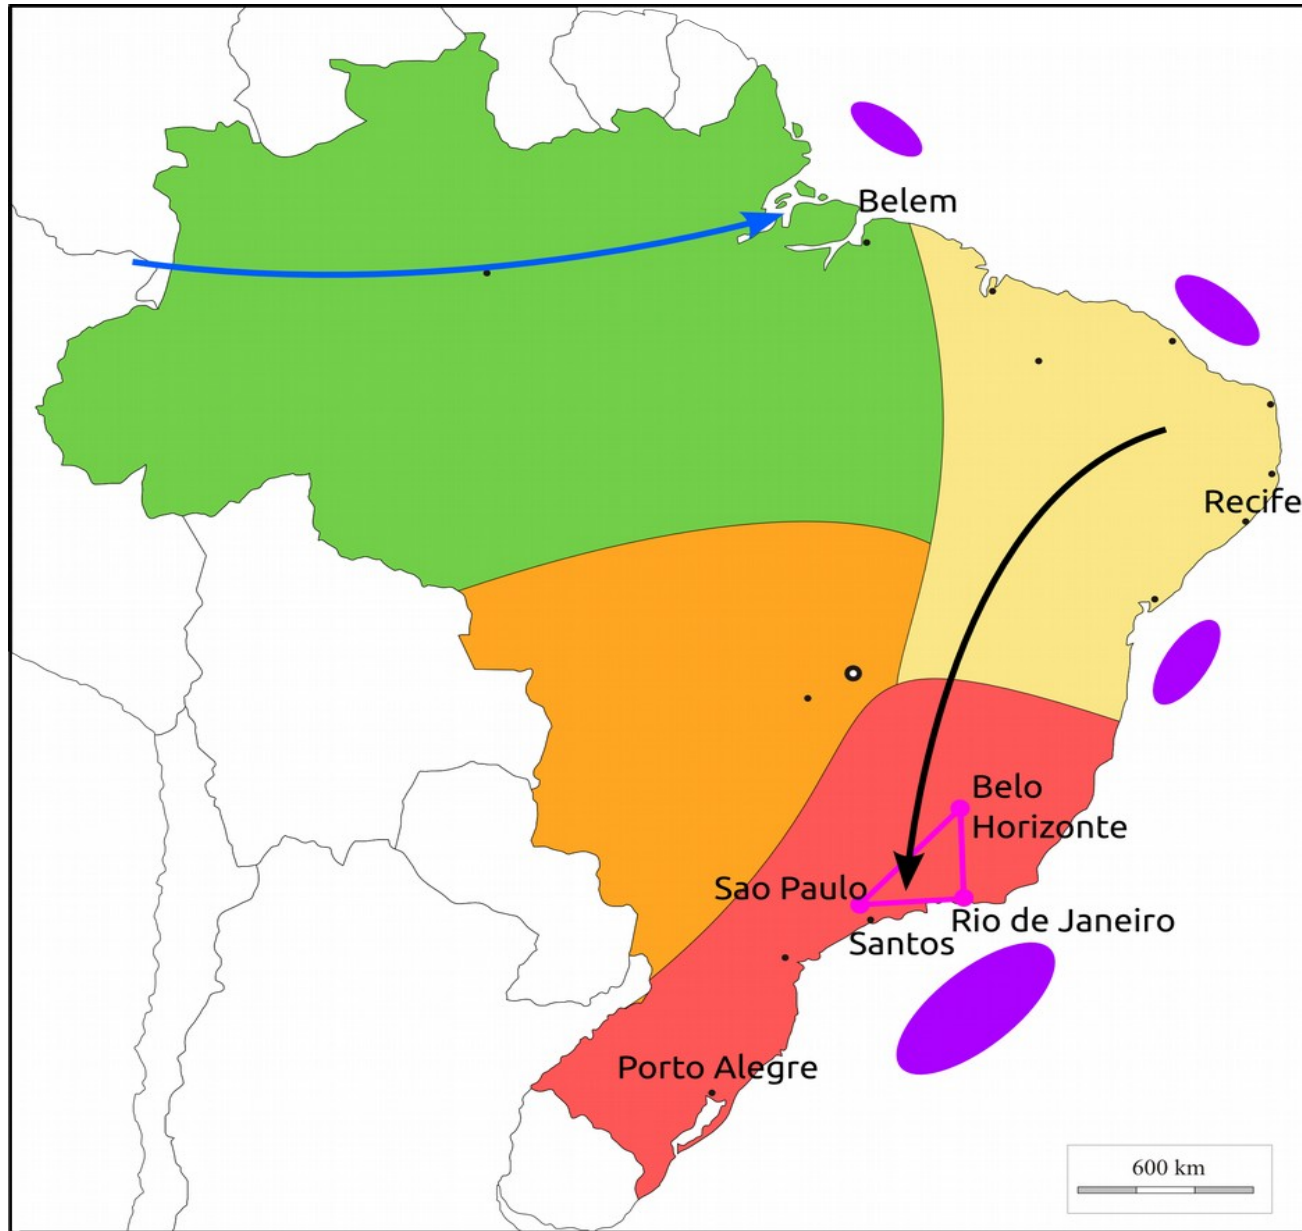 Belem
Recife
Belo
Horizonte
Sao Paulo
Rio de Janeiro
Santos
Porto Alegre
600 km